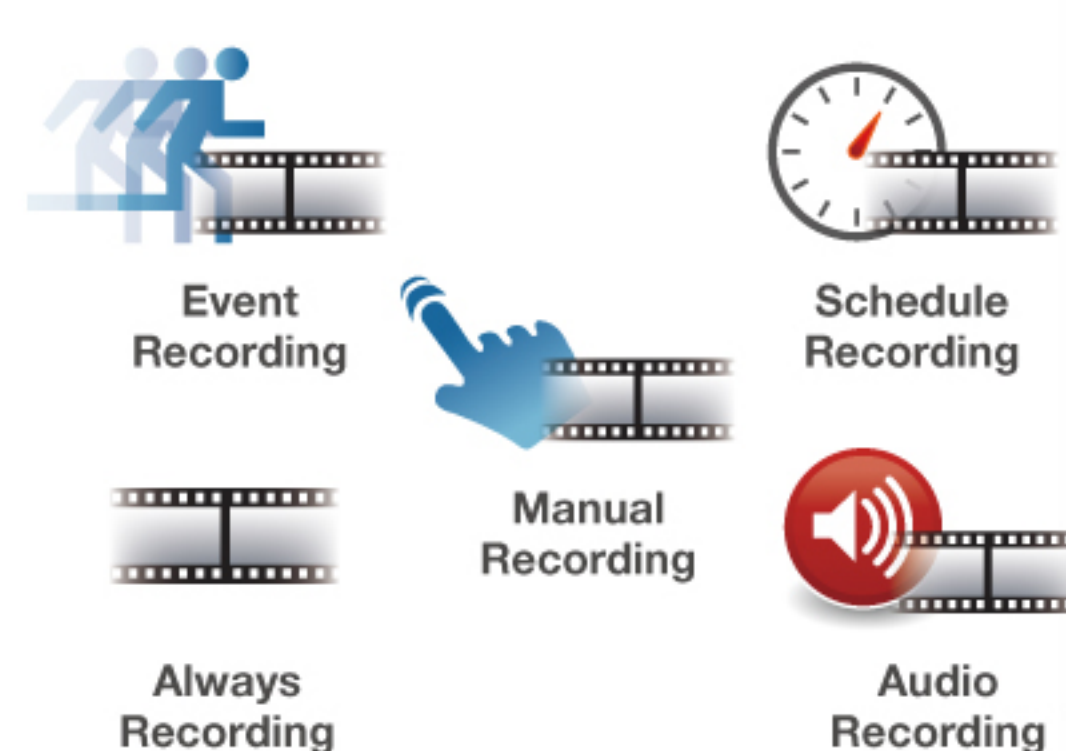 Event
Recording
Schedule
Recording
Manual
Recording
Always
Recording
Audio
Recording